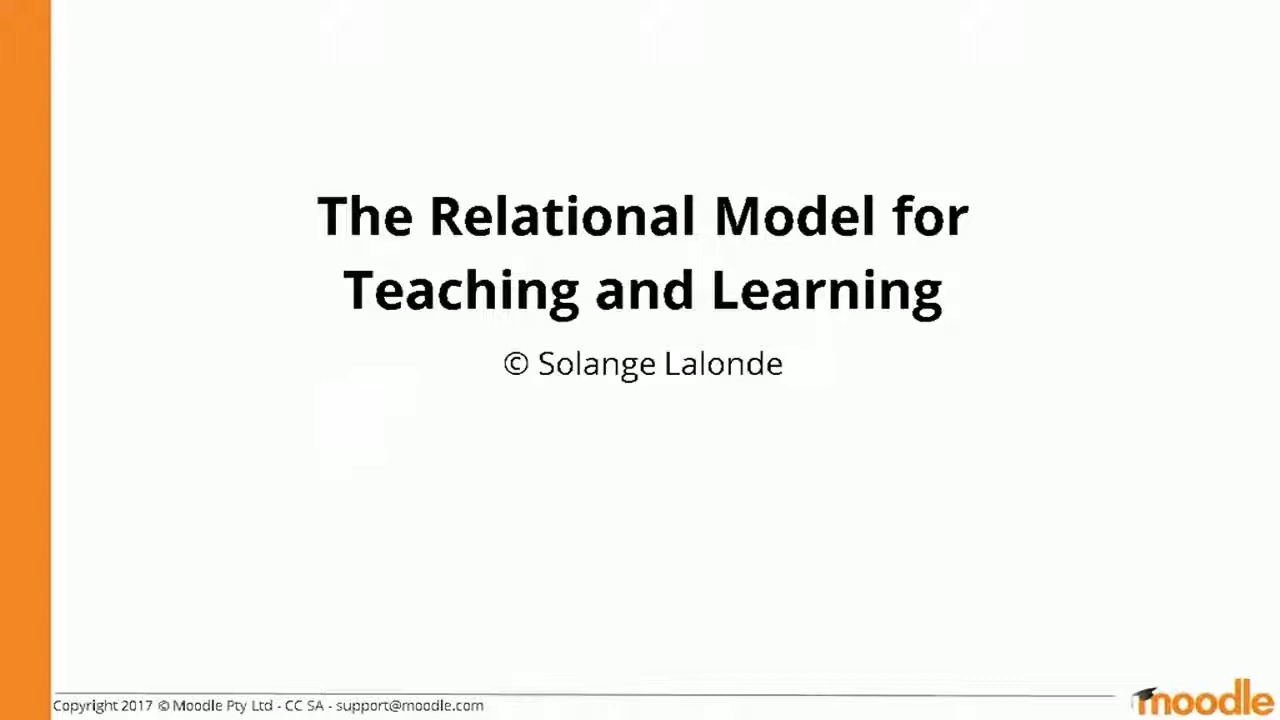 The Relational Model for
Teaching and Learning
© Solange Lalonde
Copyright 2017 © Moodle Pty Ltd - CC SA - support@moodle.com
moodle